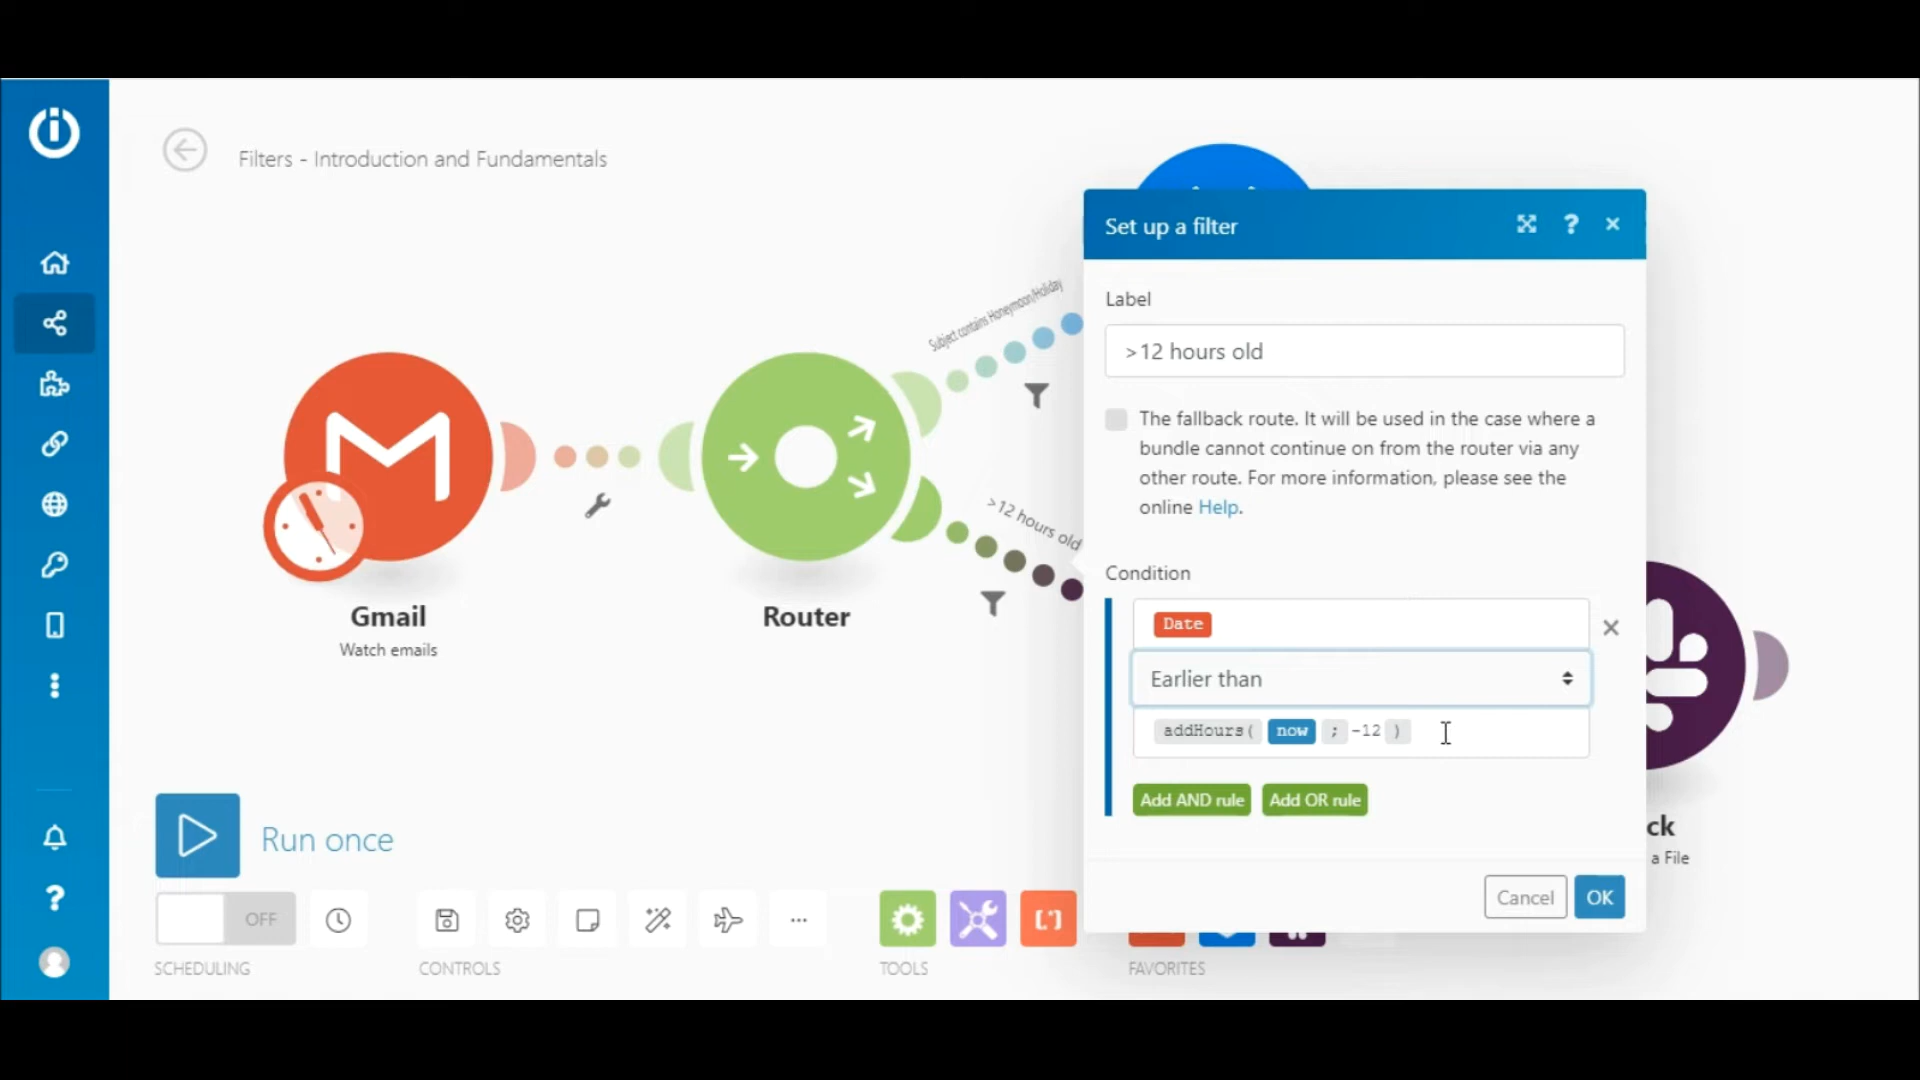 Filters - Introduction and Fundamentals
Subject contains Honeymoon/Holiday
>12 hours old
Gmail
Watch emails
Router
Set up a filter
?
×
Label
>12 hours old
The fallback route. It will be used in the case where a
bundle cannot continue on from the router via any
other route. For more information, please see the
online Help.
Condition
Date
Earlier than
addHours( now ; -12 )
Add AND rule Add OR rule
Cancel OK
ck
a File
Run once
OFF
SCHEDULING
CONTROLS
TOOLS
FAVORITES